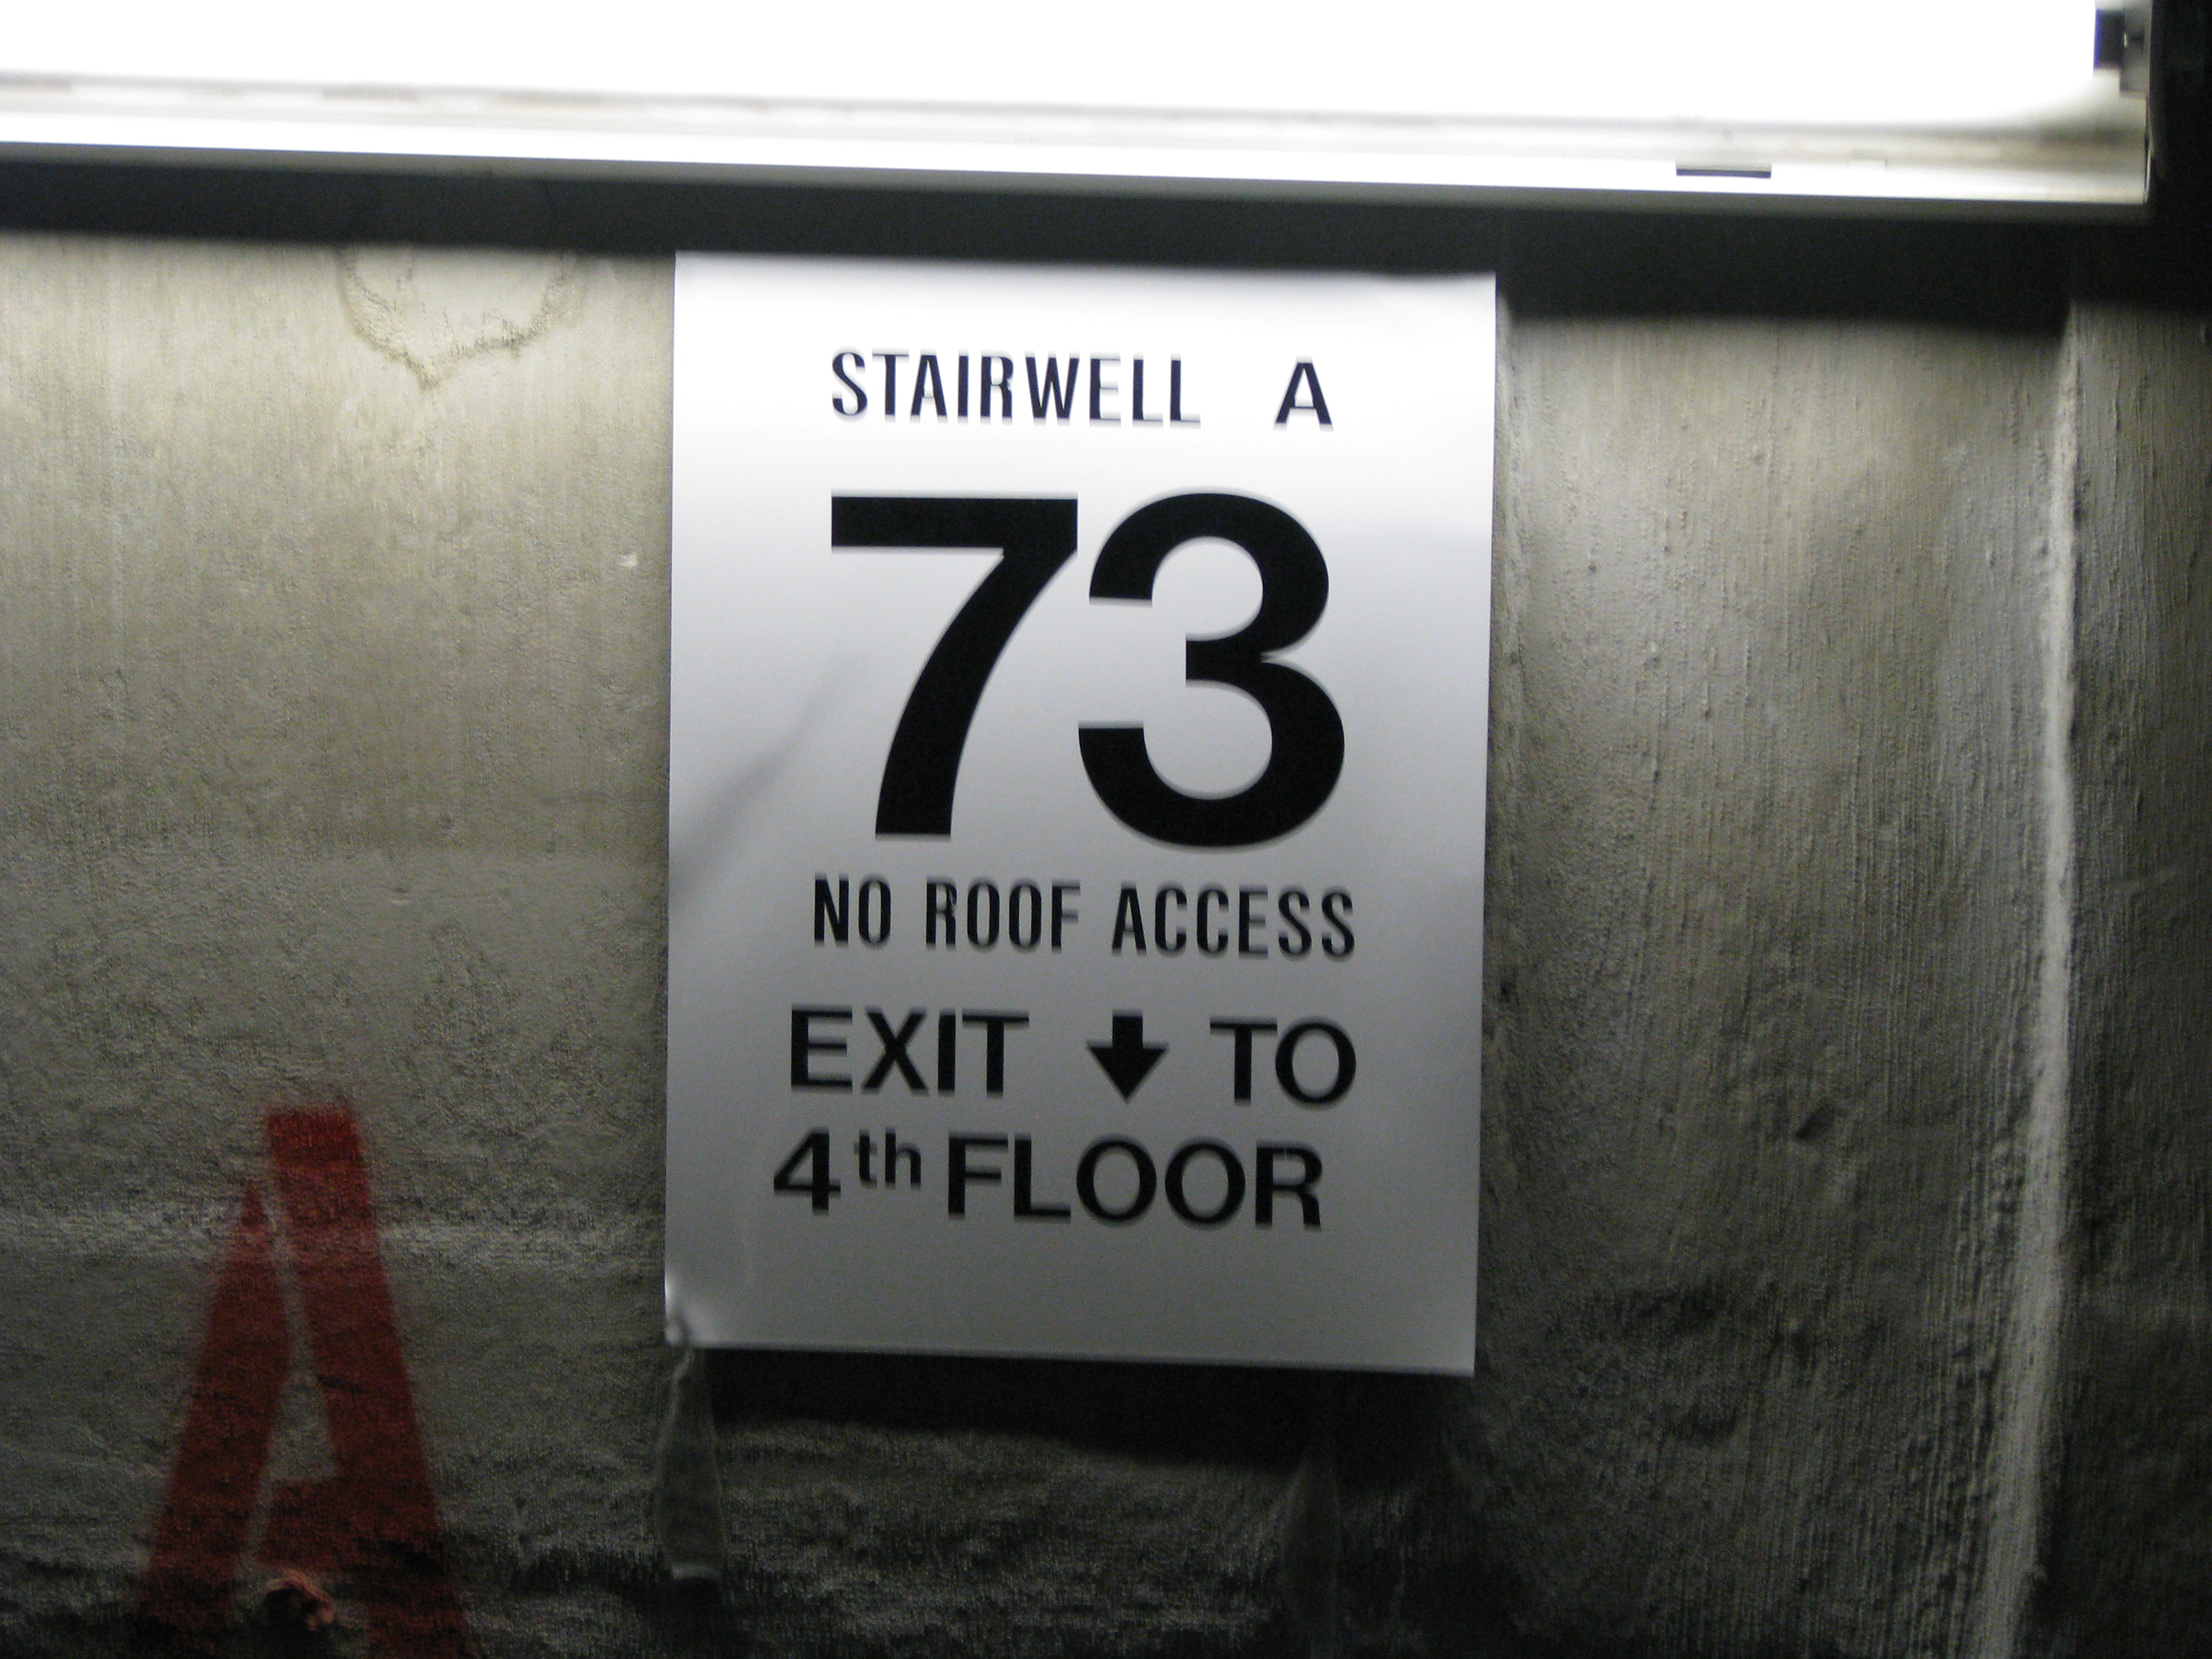 STAIRWELL A
73
NO ROOF ACCESS
EXIT ↓ TO
4th FLOOR
A